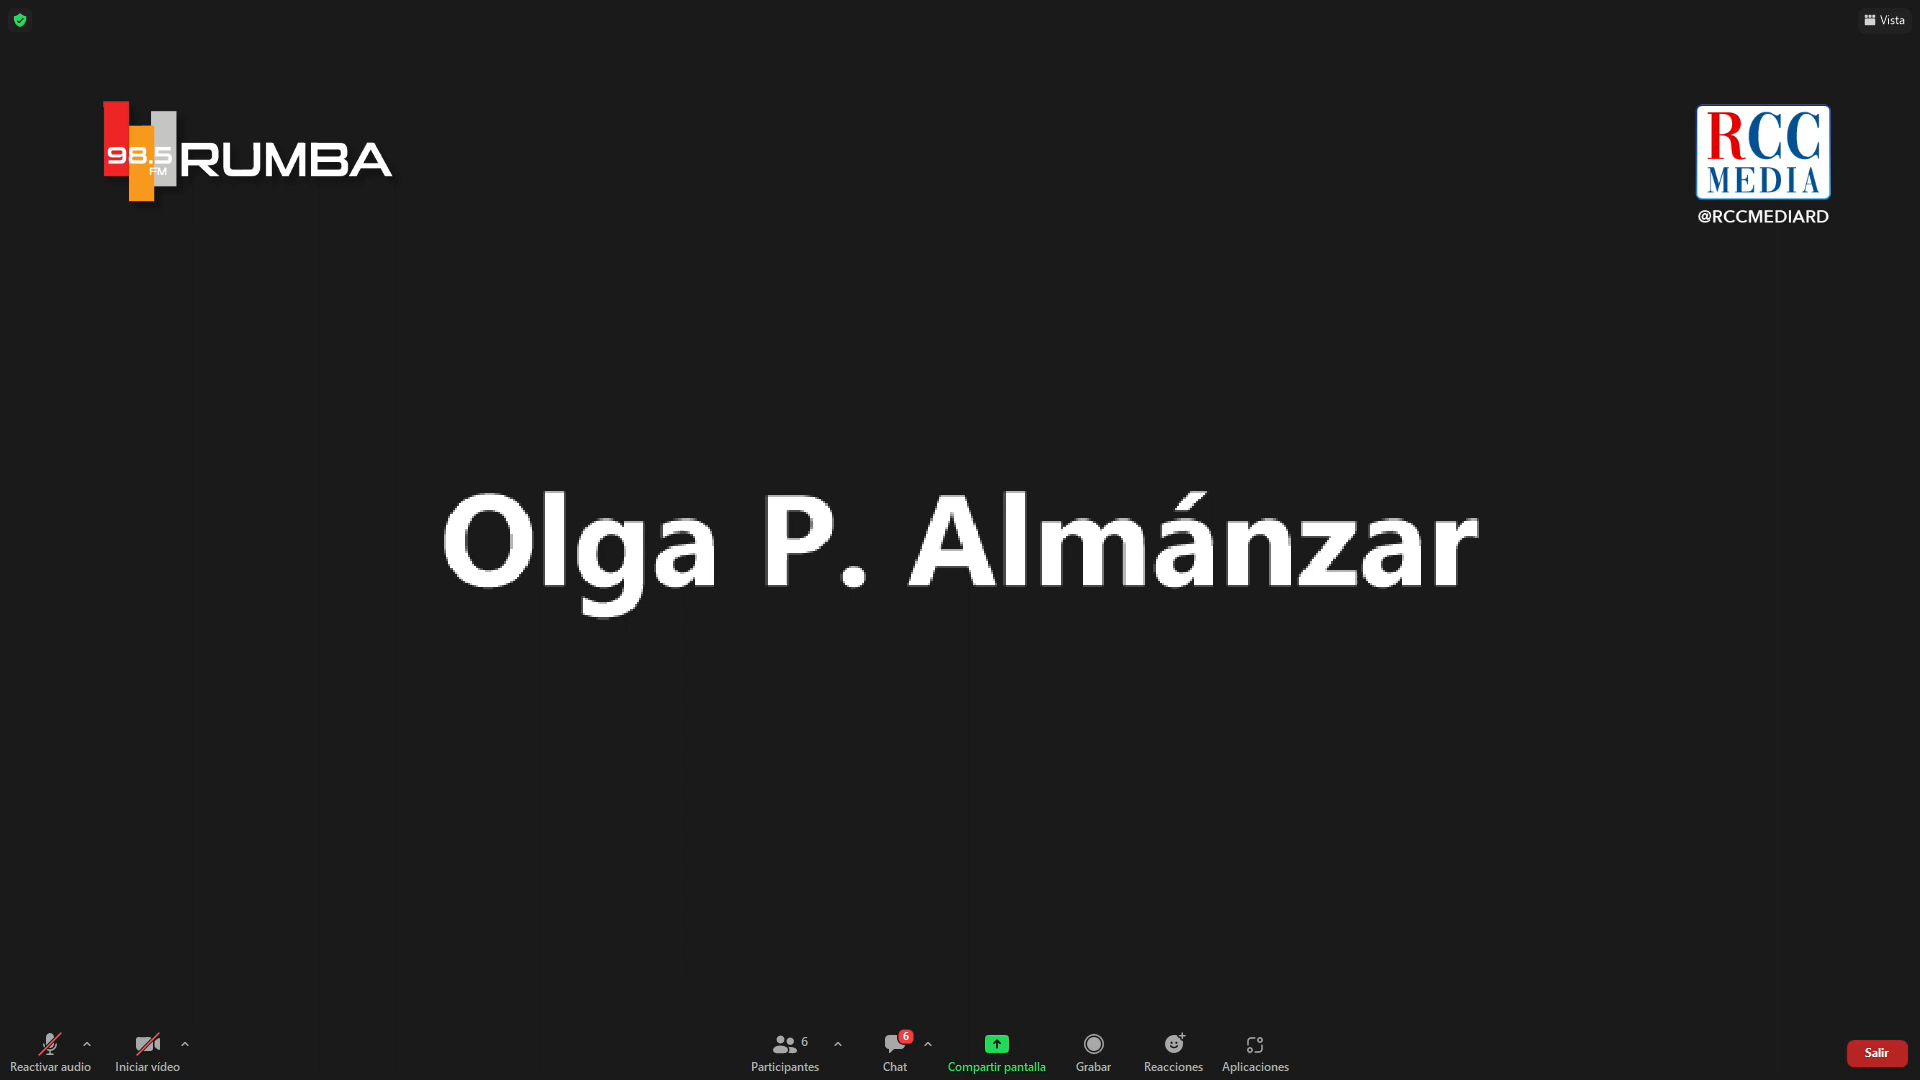 Vista
98.5 FM RUMBA
RCC
MEDIA
@RCCMEDIARD
Olga P. Almánzar
6
6
Reactivar audio
Iniciar vídeo
Participantes
Chat
Compartir pantalla
Grabar
Reacciones
Aplicaciones
Salir